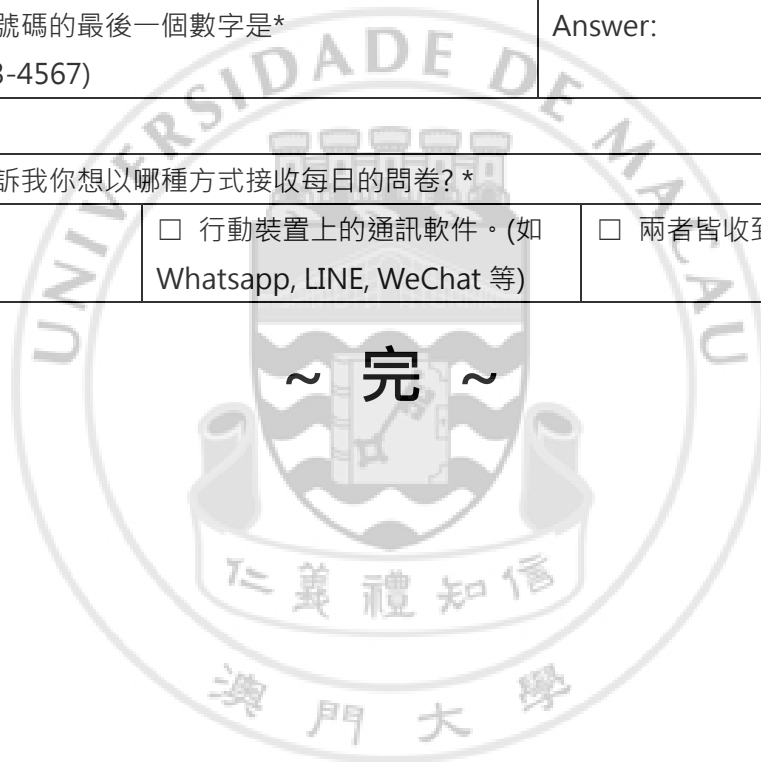 號碼的最後一個數字是* Answer:
3-4567)
訴我你想以哪種方式接收每日的問卷? *
□ 行動裝置上的通訊軟件。(如 □ 兩者皆收到
Whatsapp, LINE, WeChat 等)
~ 完 ~
UNIVERSIDADE DE MACAU
仁義禮知信
澳門大學